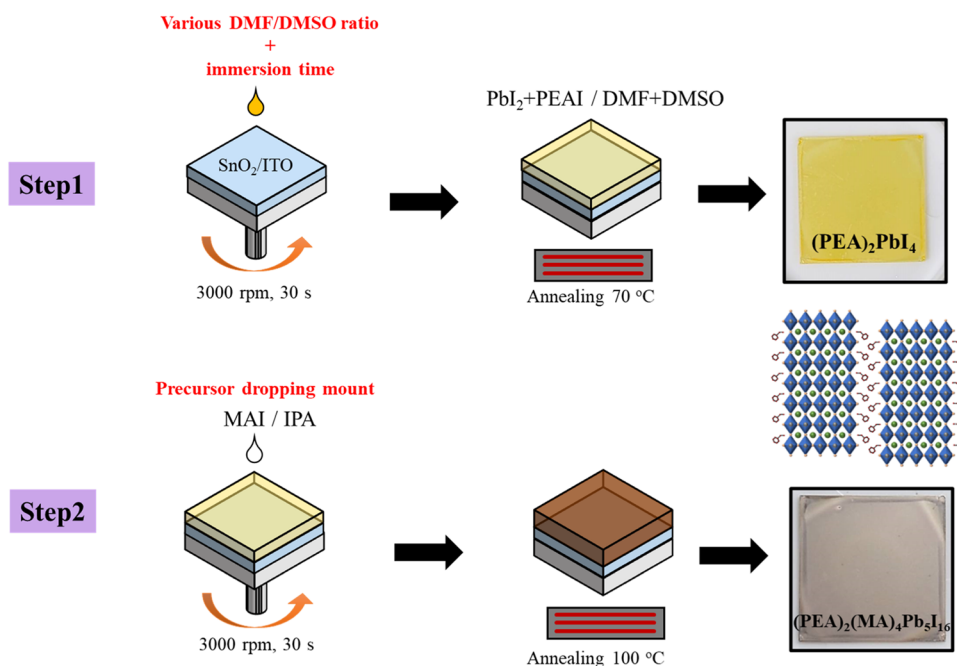 Various DMF/DMSO ratio
+
immersion time
PbI₂+PEAI / DMF+DMSO
Step1
SnO₂/ITO
(PEA)₂PbI₄
3000 rpm, 30 s
Annealing 70 °C
Precursor dropping mount
MAI / IPA
Step2
(PEA)₂(MA)₄Pb₅I₁₆
3000 rpm, 30 s
Annealing 100 °C